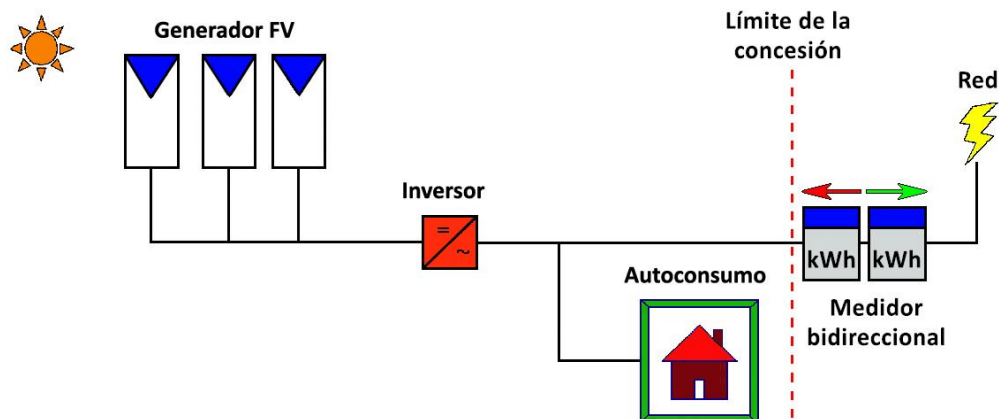 Generador FV
Límite de la
concesión
Red
Inversor
=
~
kWh
kWh
Autoconsumo
Medidor
bidireccional